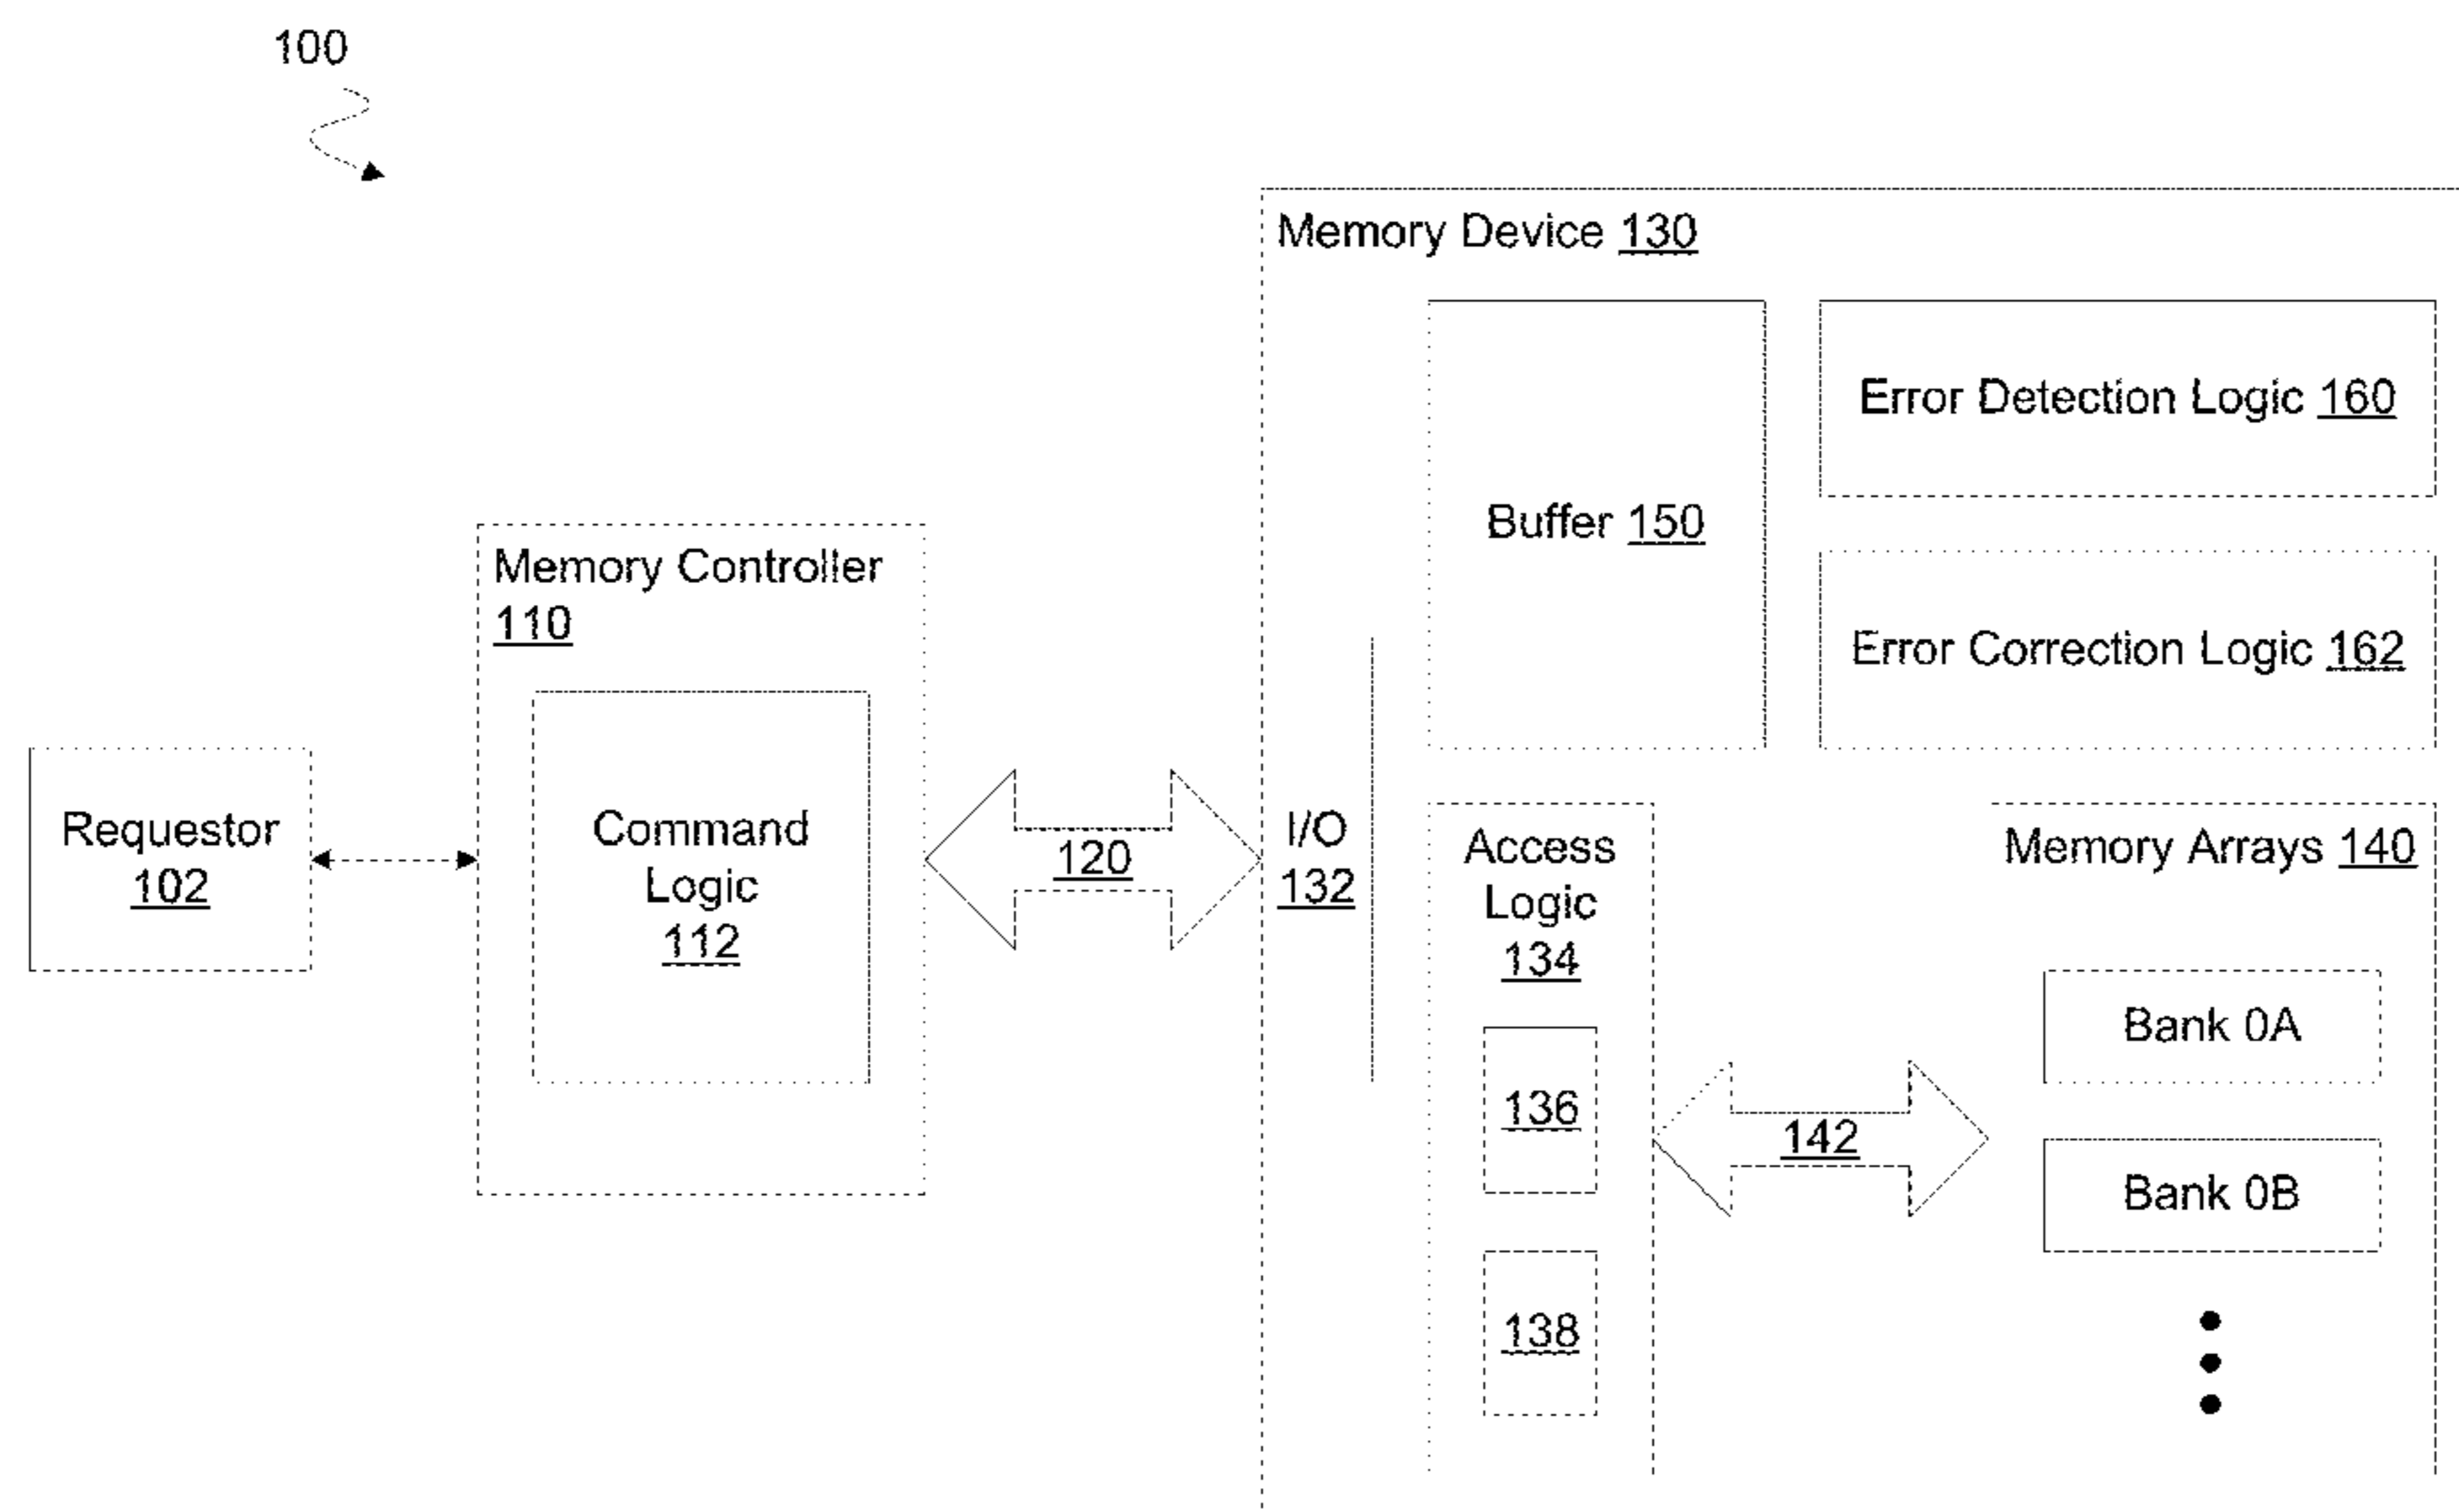 100
Memory Device 130
Error Detection Logic 160
Buffer 150
Memory Controller
110
Error Correction Logic 162
Requestor
102
Command
Logic
112
120
I/O
132
Access
Logic
134
Memory Arrays 140
Bank 0A
136
142
Bank 0B
138